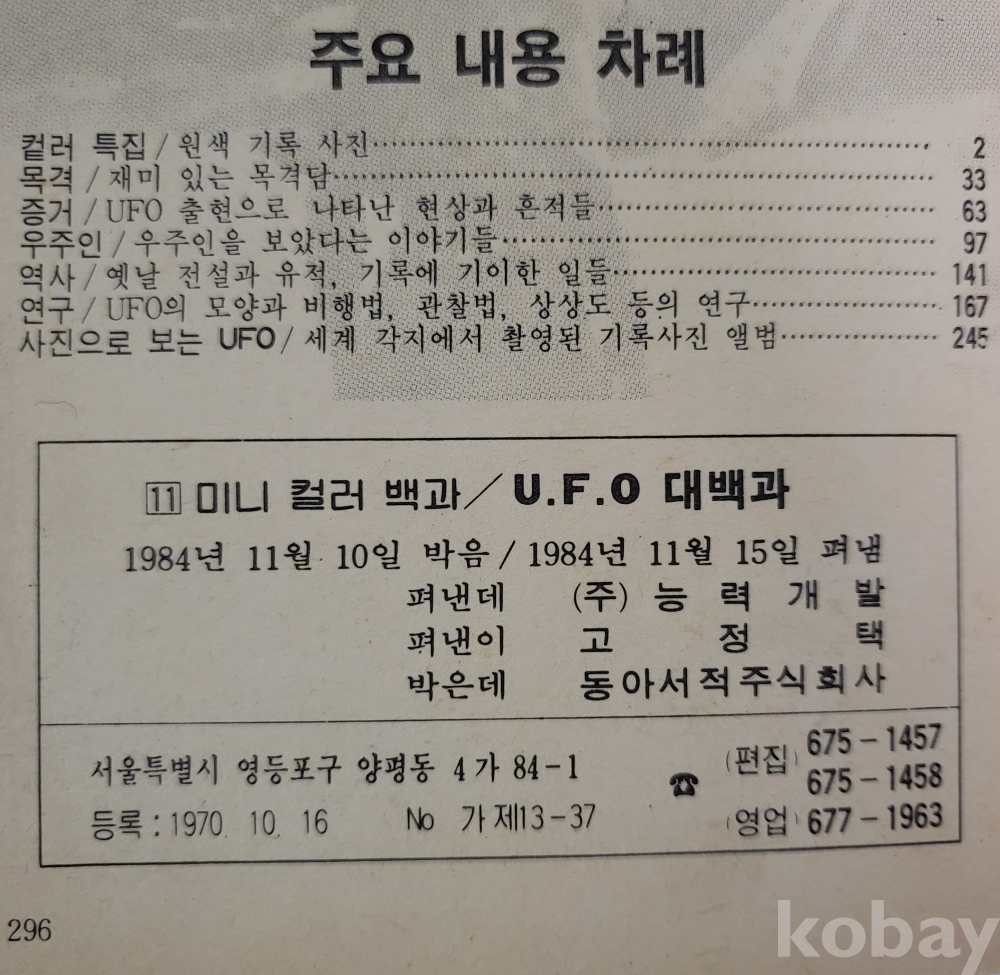 주요 내용 차례
컬러 특집/원색 기록 사진 2
목격/재미 있는 목격담 33
증거/UFO 출현으로 나타난 현상과 흔적들 63
우주인/우주인을 보았다는 이야기들 97
역사/옛날 전설과 유적, 기록에 기이한 일들 141
연구/UFO의 모양과 비행법, 관찰법, 상상도 등의 연구 167
사진으로 보는 UFO/세계 각지에서 촬영된 기록사진 앨범 245
11 미니 컬러 백과/U.F.O 대백과
1984년 11월 10일 박음/1984년 11월 15일 펴냄
펴낸데 (주)능력개발
펴낸이 고정택
박은데 동아서적주식회사
서울특별시 영등포구 양평동 4가 84-1
등록:1970. 10. 16 No 가제13-37
☎ (편집) 675-1457
675-1458
(영업) 677-1963
296
kobay